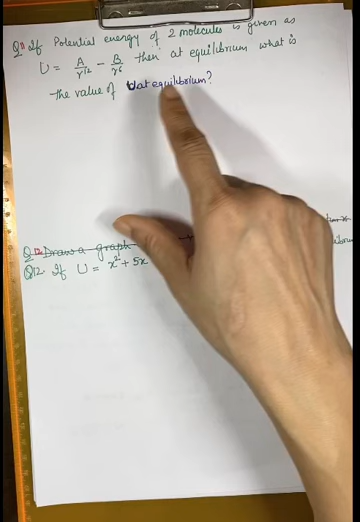 Q11 If Potential energy of 2 molecules is given as
U = A/r¹² - B/r⁶ then at equilibrium what is
the value of U at equilibrium?
Q12 Draw a graph
Q12. If U = x² + 5x